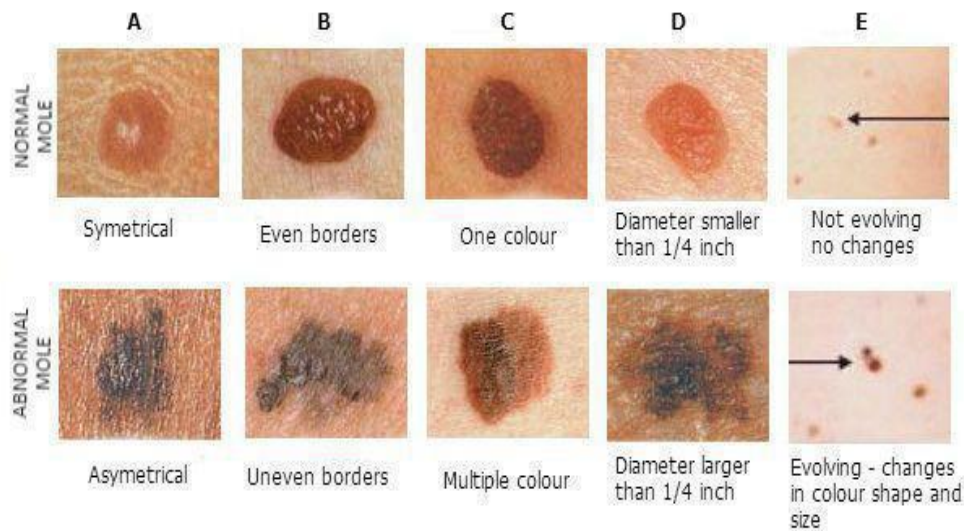 A B C D E
NORMAL
MOLE
Symetrical
Even borders
One colour
Diameter smaller
than 1/4 inch
Not evolving
no changes
ABNORMAL
MOLE
Asymetrical
Uneven borders
Multiple colour
Diameter larger
than 1/4 inch
Evolving - changes
in colour shape and
size